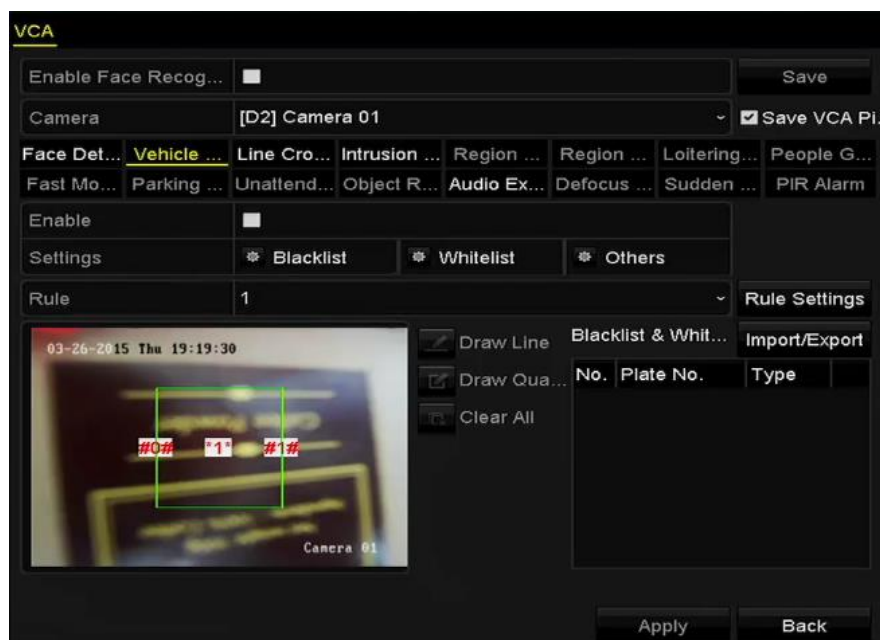 VCA
Enable Face Recog... Save
Camera [D2] Camera 01 Save VCA Pi.
Face Det... Vehicle ... Line Cro... Intrusion ... Region ... Region ... Loitering... People G...
Fast Mo... Parking ... Unattend... Object R... Audio Ex... Defocus ... Sudden ... PIR Alarm
Enable
Settings Blacklist Whitelist Others
Rule 1 Rule Settings
03-26-2015 Thu 19:19:30 Draw Line Blacklist & Whit... Import/Export
Draw Qua... No. Plate No. Type
Clear All
#0# *1* #1#
Camera 01
Apply Back